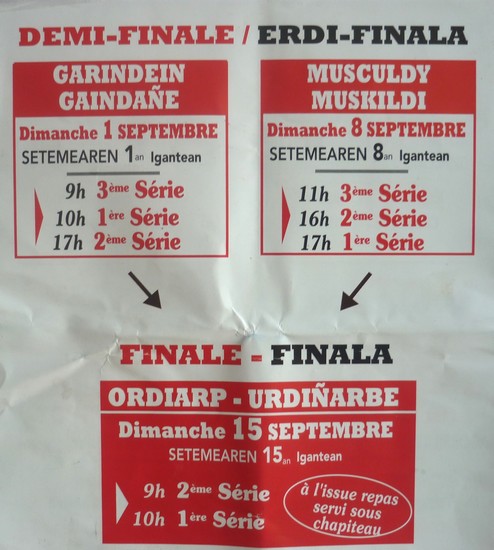 DEMI-FINALE / ERDI-FINALA
GARINDEIN
GAINDAÑE
Dimanche 1 SEPTEMBRE
SETEMEAREN 1an Igantean
9h 3ème Série
10h 1ère Série
17h 2ème Série
MUSCULDY
MUSKILDI
Dimanche 8 SEPTEMBRE
SETEMEAREN 8an Igantean
11h 3ème Série
16h 2ème Série
17h 1ère Série
FINALE - FINALA
ORDIARP - URDIÑARBE
Dimanche 15 SEPTEMBRE
SETEMEAREN 15an Igantean
9h 2ème Série
10h 1ère Série
à l'issue repas
servi sous
chapiteau